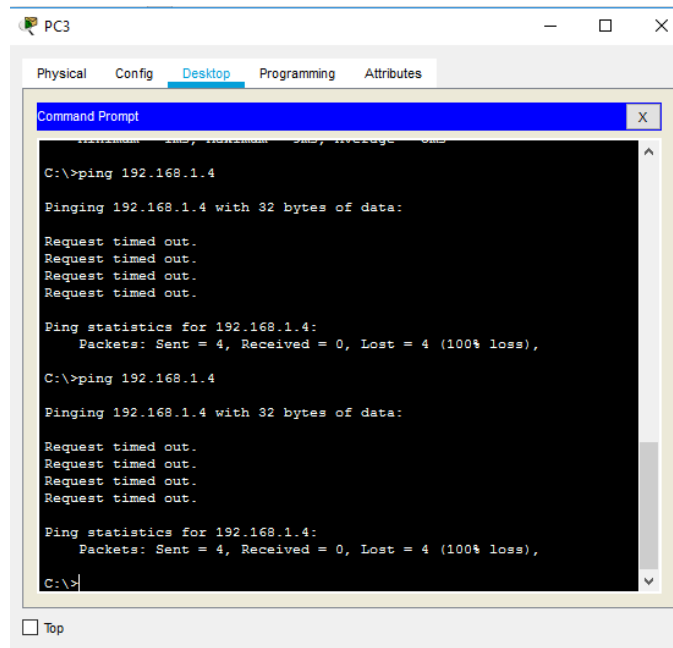 PC3
Physical Config Desktop Programming Attributes
Command Prompt
X
C:\>ping 192.168.1.4
Pinging 192.168.1.4 with 32 bytes of data:
Request timed out.
Request timed out.
Request timed out.
Request timed out.
Ping statistics for 192.168.1.4:
Packets: Sent = 4, Received = 0, Lost = 4 (100% loss),
C:\>ping 192.168.1.4
Pinging 192.168.1.4 with 32 bytes of data:
Request timed out.
Request timed out.
Request timed out.
Request timed out.
Ping statistics for 192.168.1.4:
Packets: Sent = 4, Received = 0, Lost = 4 (100% loss),
C:\>
Top